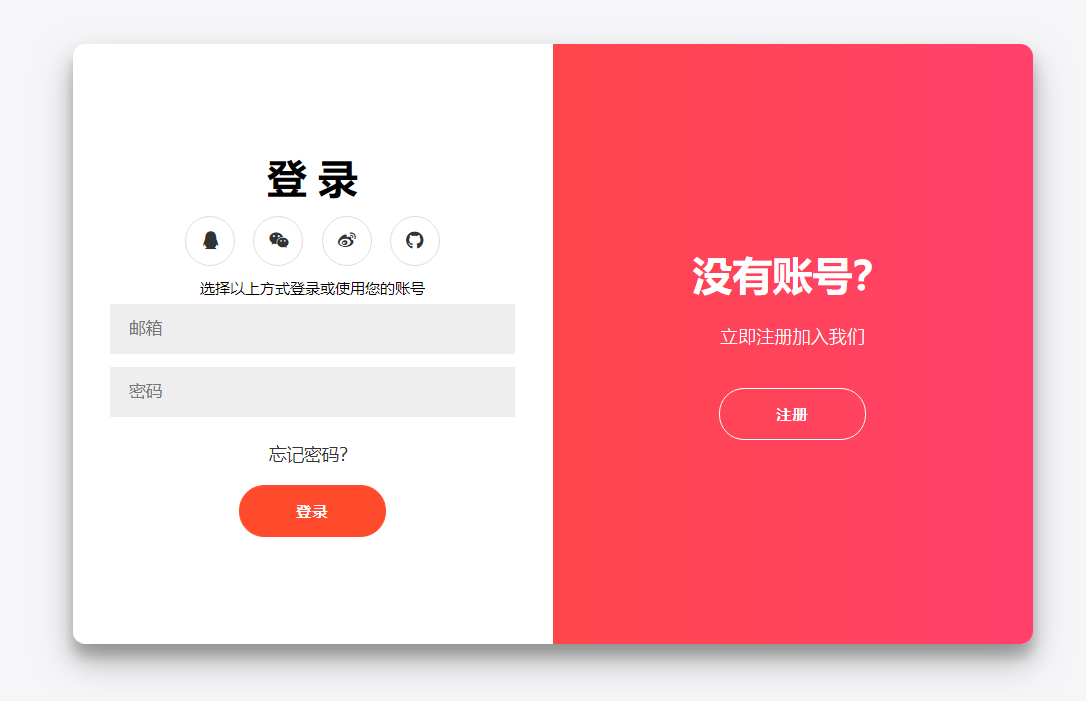 登 录
选择以上方式登录或使用您的账号
邮箱
密码
忘记密码?
登录
没有账号?
立即注册加入我们
注册